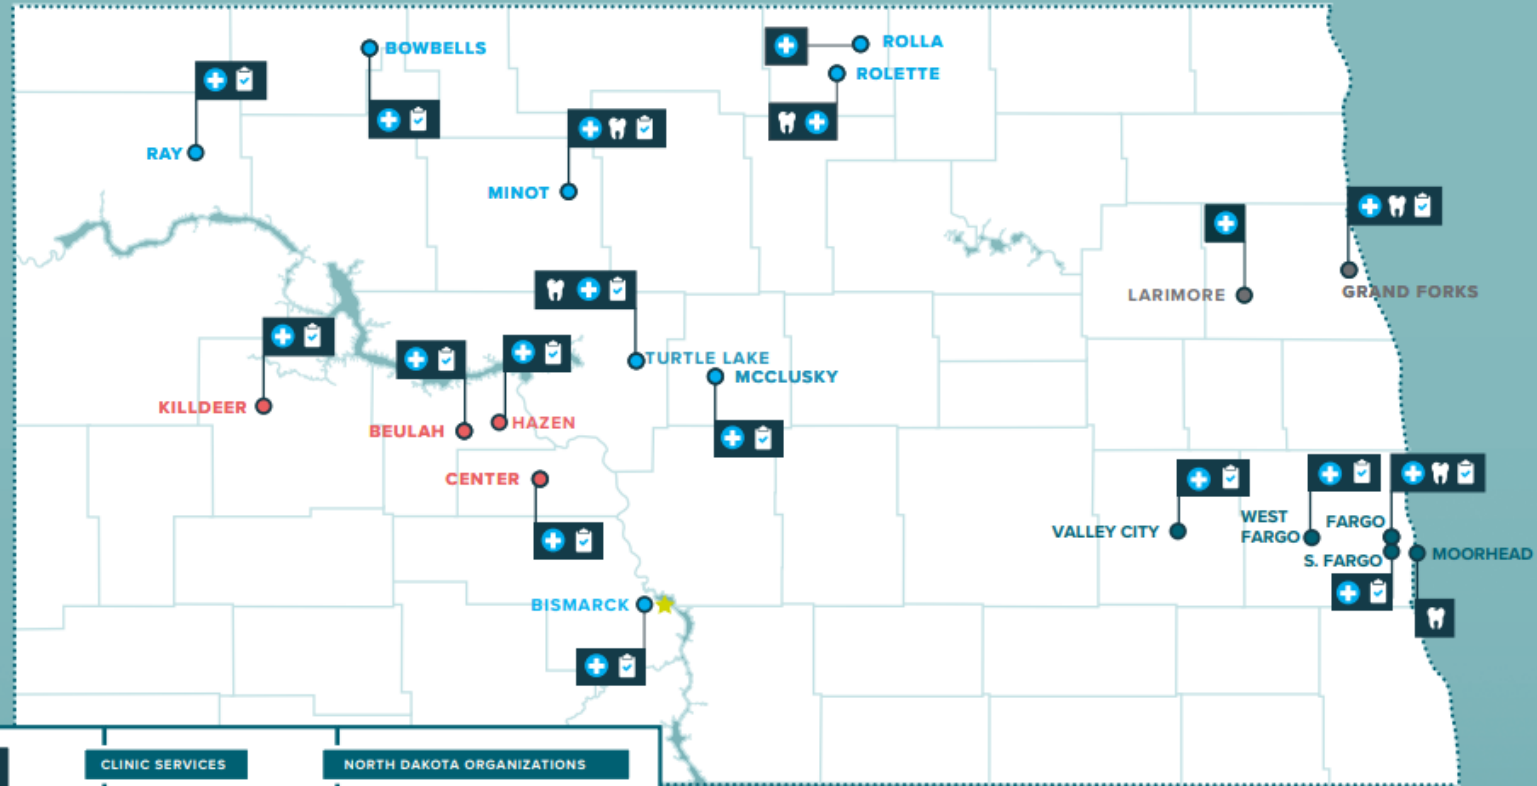 BOWBELLS
ROLLA
ROLETTE
RAY
MINOT
LARIMORE
GRAND FORKS
TURTLE LAKE
MCCLUSKY
KILLDEER
BEULAH
HAZEN
CENTER
VALLEY CITY
WEST
FARGO
FARGO
S. FARGO
MOORHEAD
BISMARCK
CLINIC SERVICES
NORTH DAKOTA ORGANIZATIONS